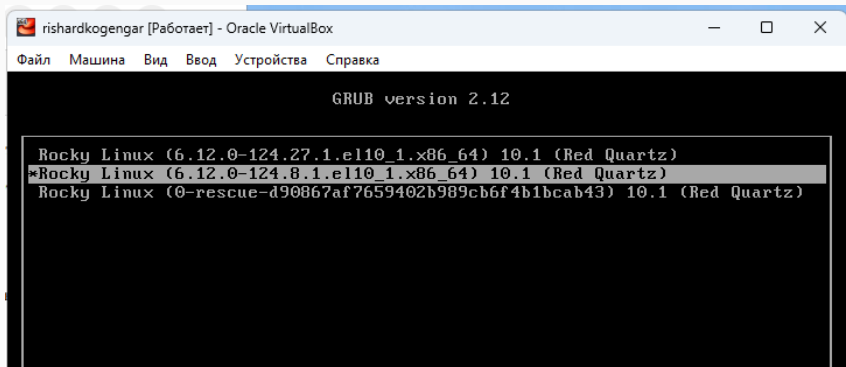 rishardkogengar [Работает] - Oracle VirtualBox
Файл Машина Вид Ввод Устройства Справка
GRUB version 2.12
Rocky Linux (6.12.0-124.27.1.el10_1.x86_64) 10.1 (Red Quartz)
*Rocky Linux (6.12.0-124.8.1.el10_1.x86_64) 10.1 (Red Quartz)
Rocky Linux (0-rescue-d90867af7659402b989cb6f4b1bcab43) 10.1 (Red Quartz)